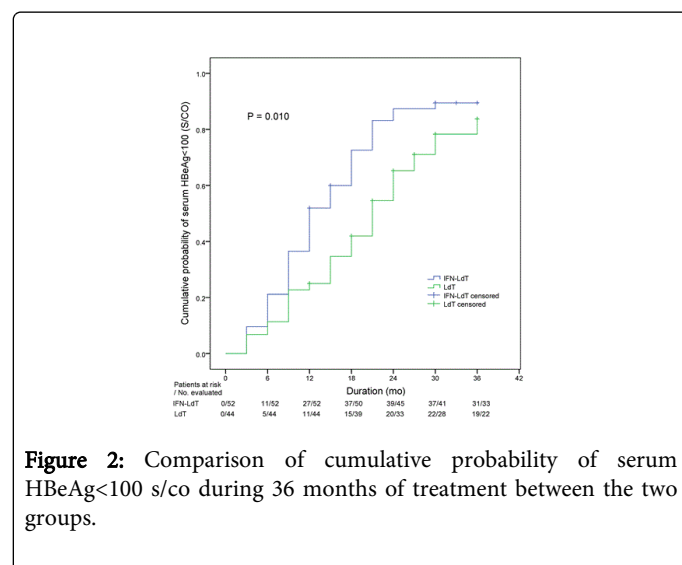 1.0
0.8
0.6
0.4
0.2
0.0
Cumulative probability of serum HBeAg<100 (S/CO)
P = 0.010
IFN-LdT
LdT
IFN-LdT censored
LdT censored
0 6 12 18 24 30 36 42
Duration (mo)
Patients at risk
/ No. evaluated
IFN-LdT 0/52 11/52 27/52 37/50 39/45 37/41 31/33
LdT 0/44 5/44 11/44 15/39 20/33 22/28 19/22
Figure 2: Comparison of cumulative probability of serum
HBeAg<100 s/co during 36 months of treatment between the two
groups.